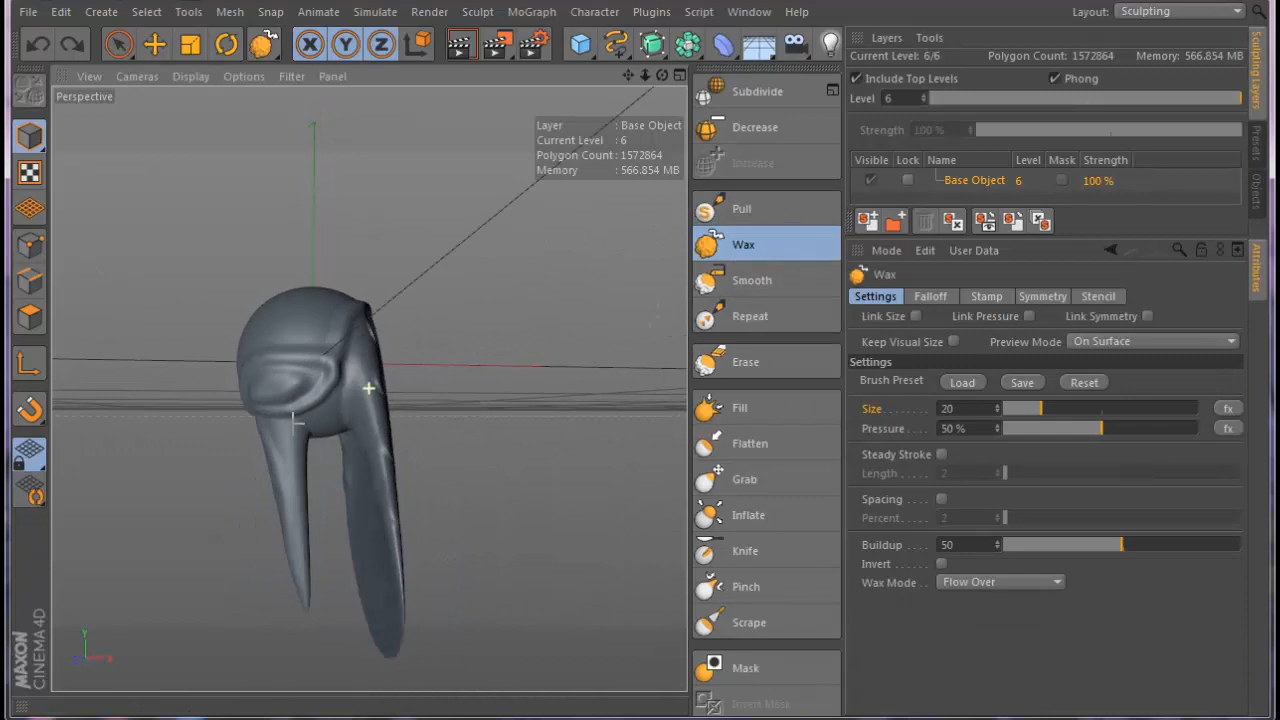 File Edit Create Select Tools Mesh Snap Animate Simulate Render Sculpt MoGraph Character Plugins Script Window Help Layout: Sculpting
X Y Z
View Cameras Display Options Filter Panel
Perspective
Layer : Base Object
Current Level : 6
Polygon Count : 1572864
Memory : 566.854 MB
Y
MAXON
CINEMA 4D
Subdivide
Decrease
Increase
Pull
Wax
Smooth
Repeat
Erase
Fill
Flatten
Grab
Inflate
Knife
Pinch
Scrape
Mask
Invert Mask
Layers Tools
Current Level: 6/6 Polygon Count: 1572864 Memory: 566.854 MB
Include Top Levels Phong
Level 6
Strength 100 %
Visible Lock Name Level Mask Strength
Base Object 6 100 %
Mode Edit User Data
Wax
Settings Falloff Stamp Symmetry Stencil
Link Size Link Pressure Link Symmetry
Keep Visual Size Preview Mode On Surface
Settings
Brush Preset Load Save Reset
Size 20 fx
Pressure 50 % fx
Steady Stroke
Length 2
Spacing
Percent 2
Buildup 50
Invert
Wax Mode Flow Over
Sculpting Layers
Presets
Objects
Attributes